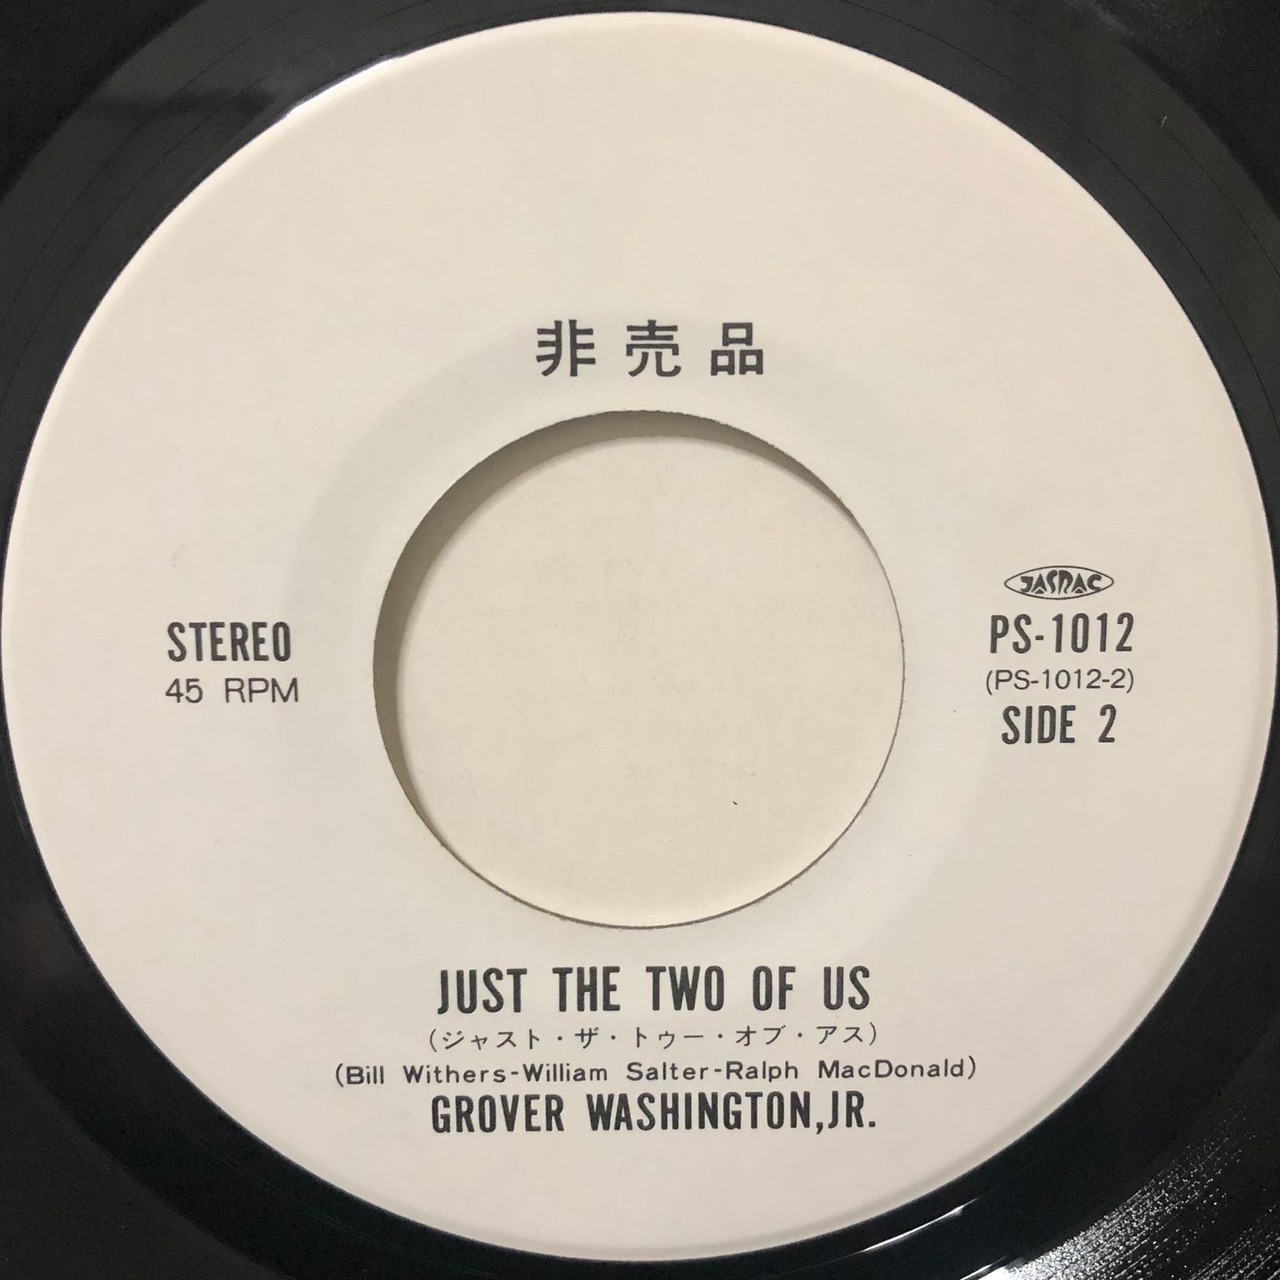 非売品
STEREO
45 RPM
JASRAC
PS-1012
(PS-1012-2)
SIDE 2
JUST THE TWO OF US
(ジャスト・ザ・トゥー・オブ・アス)
(Bill Withers-William Salter-Ralph MacDonald)
GROVER WASHINGTON,JR.